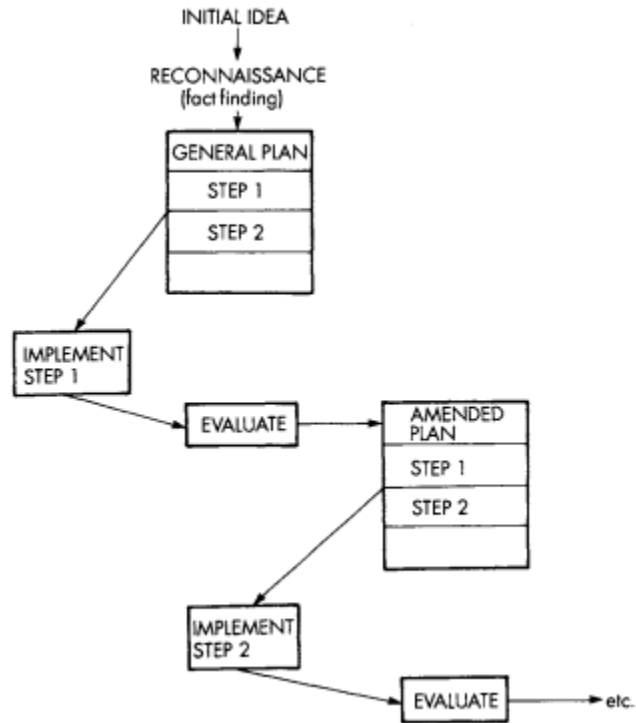 INITIAL IDEA
RECONNAISSANCE
(fact finding)
GENERAL PLAN
STEP 1
STEP 2
IMPLEMENT
STEP 1
EVALUATE
AMENDED
PLAN
STEP 1
STEP 2
IMPLEMENT
STEP 2
EVALUATE
etc.